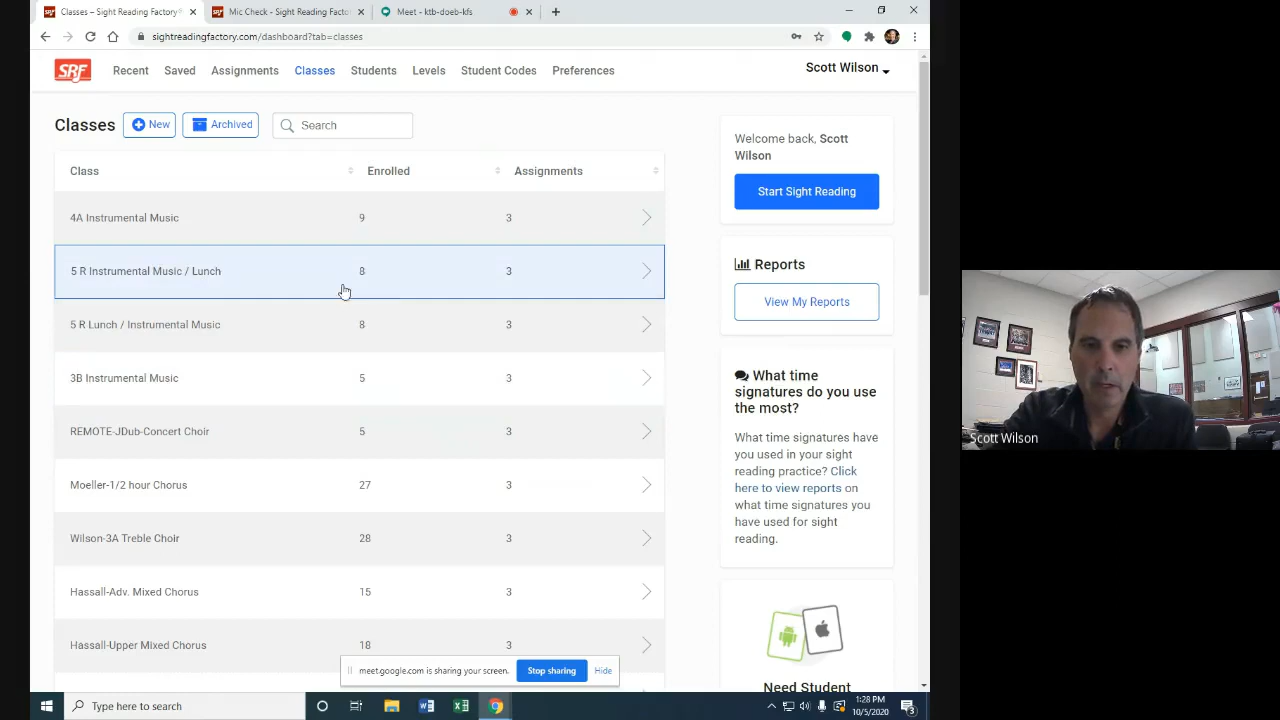 Classes – Sight Reading Factory®
Mic Check - Sight Reading Factory
Meet - ktb-doeb-kfs
sightreadingfactory.com/dashboard?tab=classes
SRF
Recent
Saved
Assignments
Classes
Students
Levels
Student Codes
Preferences
Scott Wilson
Classes
New
Archived
Search
Class Enrolled Assignments
4A Instrumental Music 9 3
5 R Instrumental Music / Lunch 8 3
5 R Lunch / Instrumental Music 8 3
3B Instrumental Music 5 3
REMOTE-JDub-Concert Choir 5 3
Moeller-1/2 hour Chorus 27 3
Wilson-3A Treble Choir 28 3
Hassall-Adv. Mixed Chorus 15 3
Hassall-Upper Mixed Chorus 18 3
Welcome back, Scott
Wilson
Start Sight Reading
Reports
View My Reports
What time
signatures do you use
the most?
What time signatures have
you used in your sight
reading practice? Click
here to view reports on
what time signatures you
have used for sight
reading.
Need Student
meet.google.com is sharing your screen.
Stop sharing
Hide
Type here to search
1:28 PM
10/5/2020
3
Scott Wilson